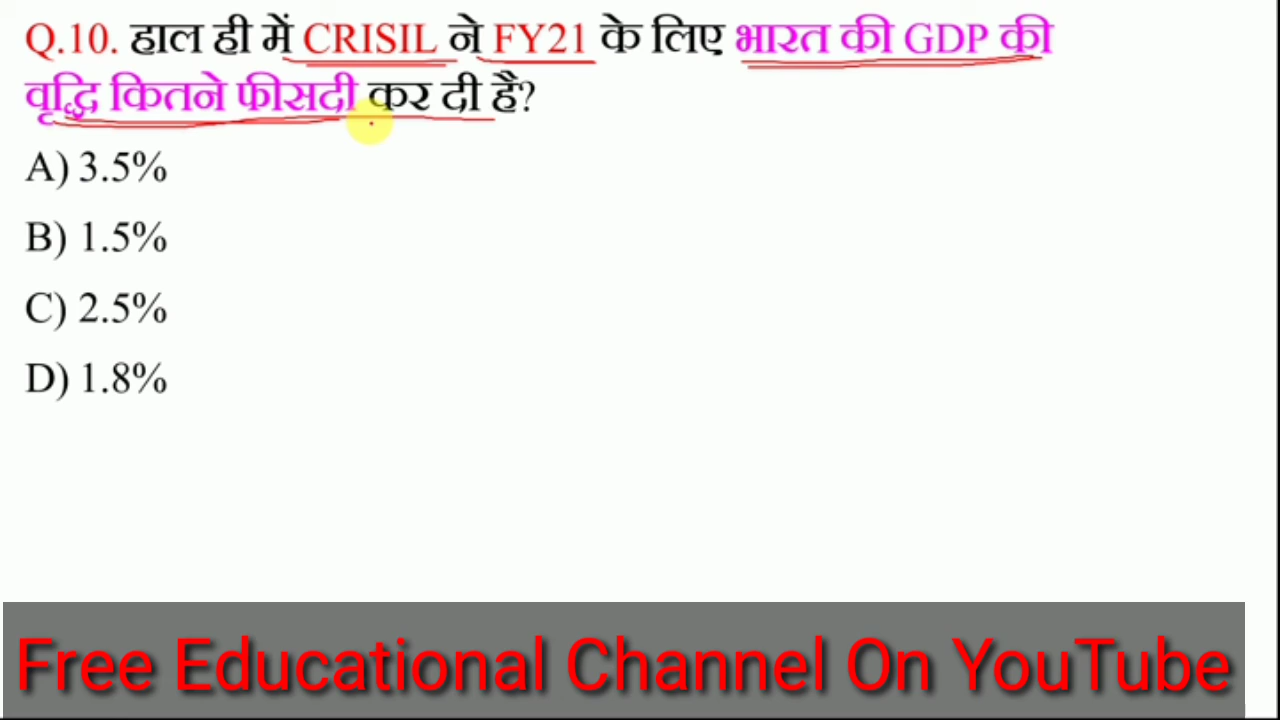 Q.10. हाल ही में CRISIL ने FY21 के लिए भारत की GDP की
वृद्धि कितने फीसदी कर दी है?
A) 3.5%
B) 1.5%
C) 2.5%
D) 1.8%
Free Educational Channel On YouTube